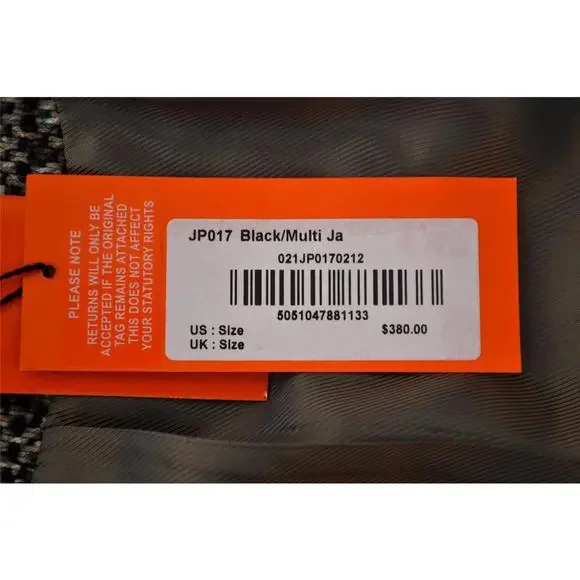 PLEASE NOTE
RETURNS WILL ONLY BE
ACCEPTED IF THE ORIGINAL
TAG REMAINS ATTACHED
THIS DOES NOT AFFECT
YOUR STATUTORY RIGHTS
JP017 Black/Multi Ja
021JP0170212
5051047881133
US : Size $380.00
UK : Size